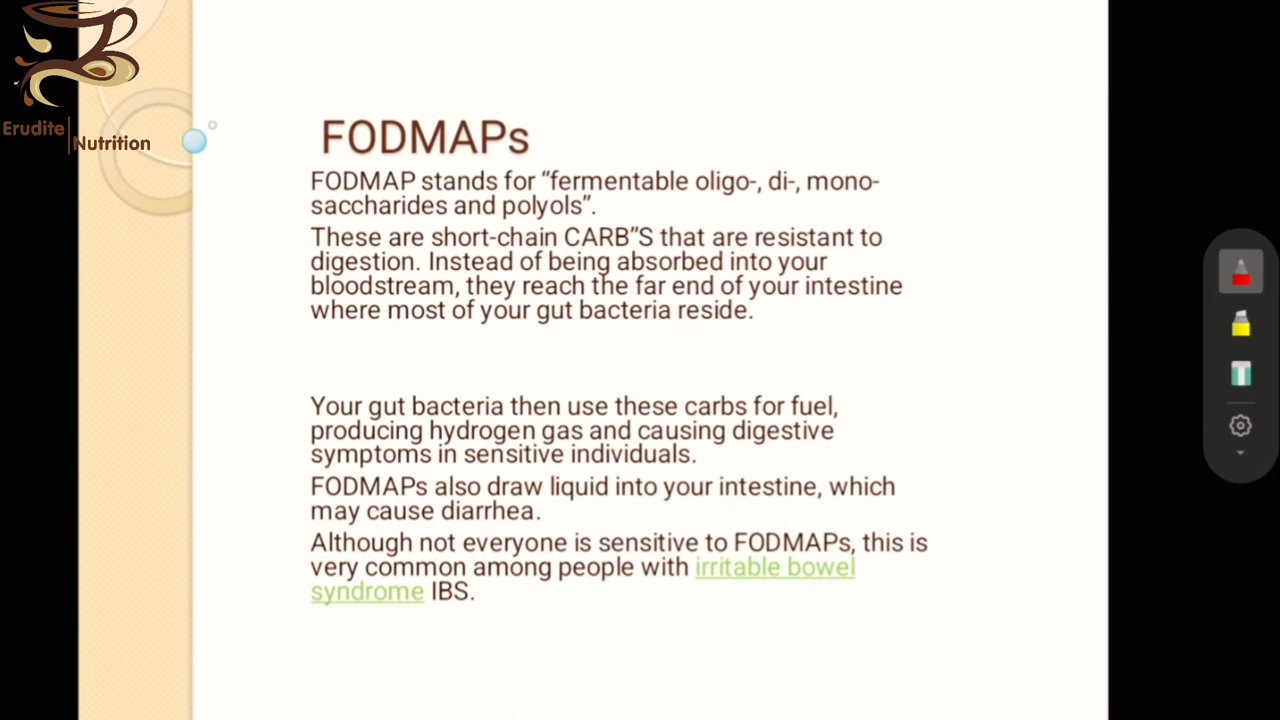 Erudite
Nutrition
FODMAPs
FODMAP stands for “fermentable oligo-, di-, mono-
saccharides and polyols”.
These are short-chain CARB”S that are resistant to
digestion. Instead of being absorbed into your
bloodstream, they reach the far end of your intestine
where most of your gut bacteria reside.
Your gut bacteria then use these carbs for fuel,
producing hydrogen gas and causing digestive
symptoms in sensitive individuals.
FODMAPs also draw liquid into your intestine, which
may cause diarrhea.
Although not everyone is sensitive to FODMAPs, this is
very common among people with irritable bowel
syndrome IBS.